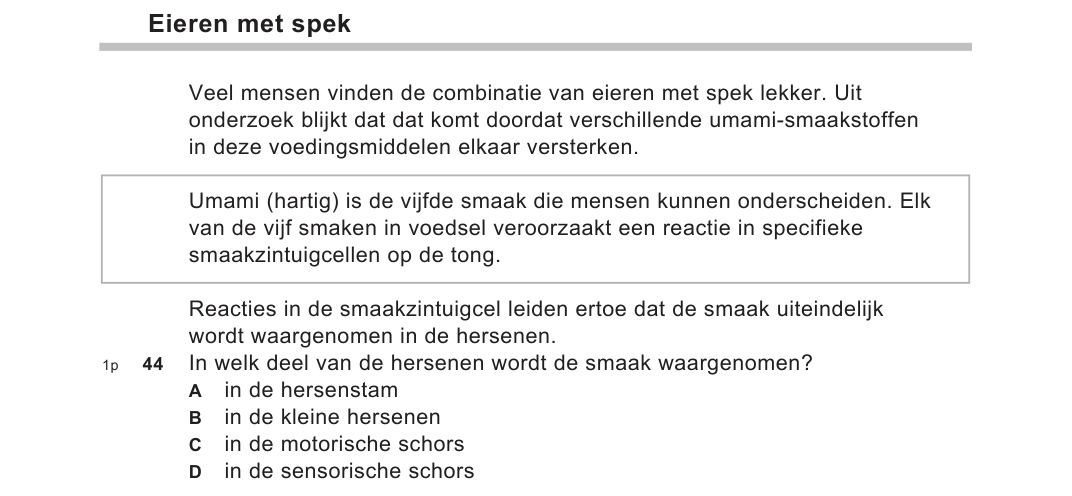 Eieren met spek
Veel mensen vinden de combinatie van eieren met spek lekker. Uit
onderzoek blijkt dat dat komt doordat verschillende umami-smaakstoffen
in deze voedingsmiddelen elkaar versterken.
Umami (hartig) is de vijfde smaak die mensen kunnen onderscheiden. Elk
van de vijf smaken in voedsel veroorzaakt een reactie in specifieke
smaakzintuigcellen op de tong.
Reacties in de smaakzintuigcel leiden ertoe dat de smaak uiteindelijk
wordt waargenomen in de hersenen.
1p 44 In welk deel van de hersenen wordt de smaak waargenomen?
A in de hersenstam
B in de kleine hersenen
C in de motorische schors
D in de sensorische schors